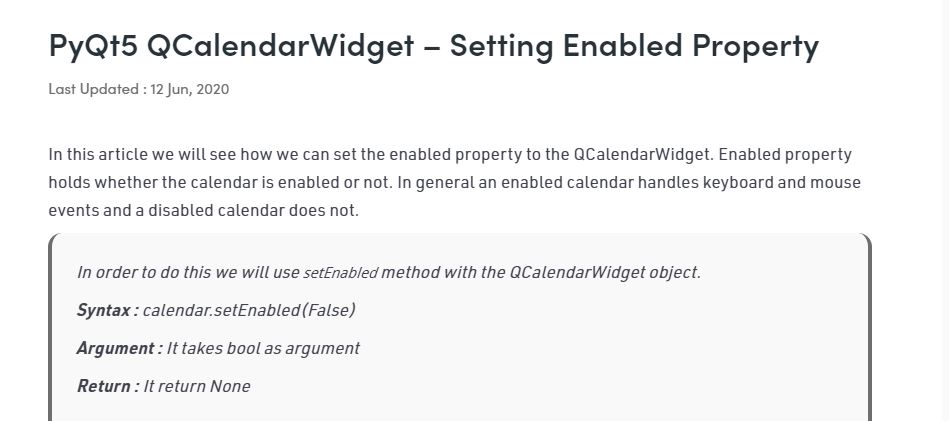 PyQt5 QCalendarWidget – Setting Enabled Property
Last Updated : 12 Jun, 2020
In this article we will see how we can set the enabled property to the QCalendarWidget. Enabled property
holds whether the calendar is enabled or not. In general an enabled calendar handles keyboard and mouse
events and a disabled calendar does not.
In order to do this we will use setEnabled method with the QCalendarWidget object.
Syntax : calendar.setEnabled(False)
Argument : It takes bool as argument
Return : It return None